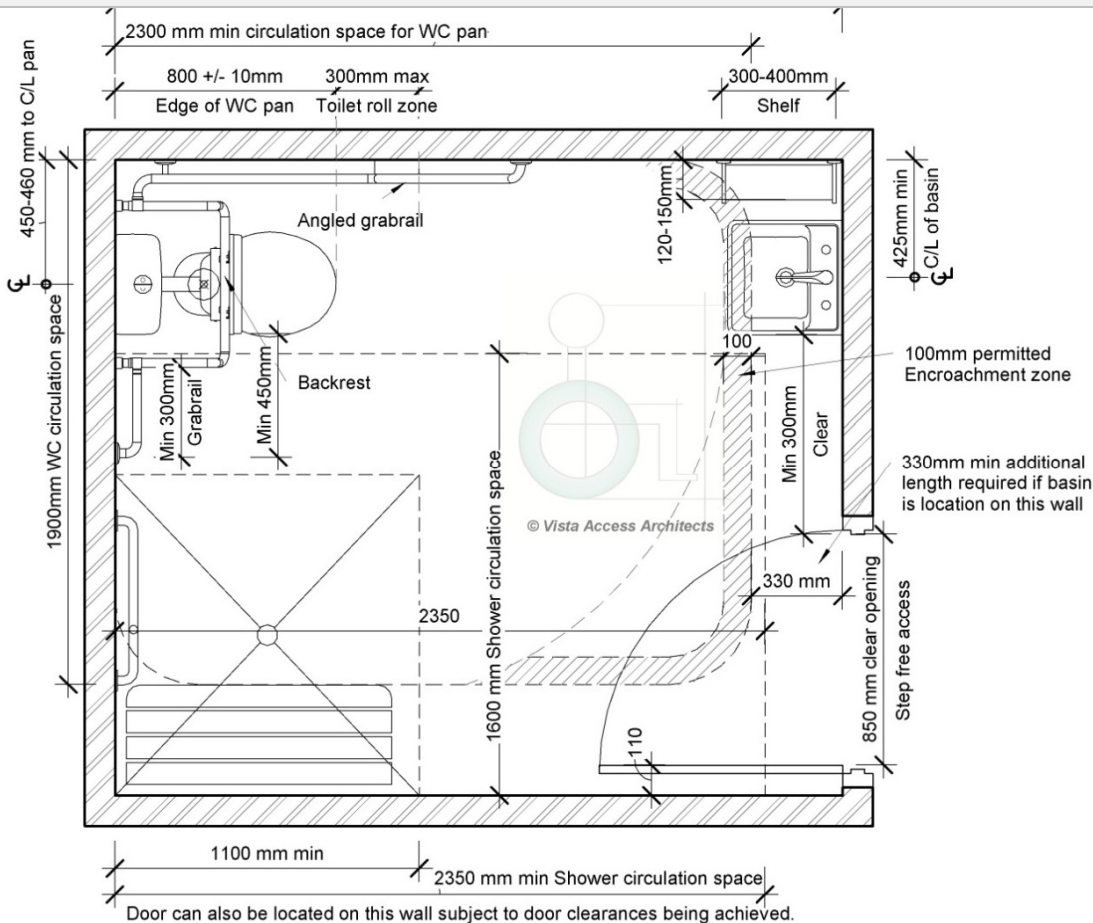 2300 mm min circulation space for WC pan
800 +/- 10mm
Edge of WC pan
300mm max
Toilet roll zone
300-400mm
Shelf
450-460 mm to C/L pan
C/L
1900mm WC circulation space
Angled grabrail
120-150mm
425mm min
C/L of basin
C/L
Backrest
Min 300mm
Grabrail
Min 450mm
100
100mm permitted
Encroachment zone
Min 300mm
Clear
330mm min additional
length required if basin
is location on this wall
© Vista Access Architects
330 mm
2350
1600 mm Shower circulation space
850 mm clear opening
Step free access
110
1100 mm min
2350 mm min Shower circulation space
Door can also be located on this wall subject to door clearances being achieved.